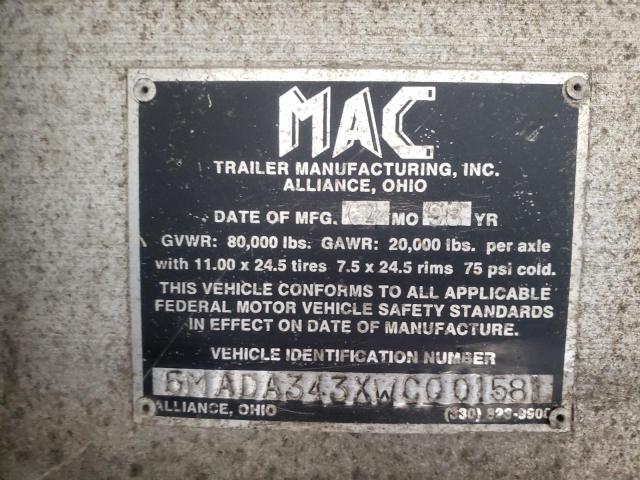 MAC
TRAILER MANUFACTURING, INC.
ALLIANCE, OHIO
DATE OF MFG. MO 98 YR
GVWR: 80,000 lbs. GAWR: 20,000 lbs. per axle
with 11.00 x 24.5 tires 7.5 x 24.5 rims 75 psi cold.
THIS VEHICLE CONFORMS TO ALL APPLICABLE
FEDERAL MOTOR VEHICLE SAFETY STANDARDS
IN EFFECT ON DATE OF MANUFACTURE.
VEHICLE IDENTIFICATION NUMBER
5MADA343XWC001581
ALLIANCE, OHIO (330) 823-9900